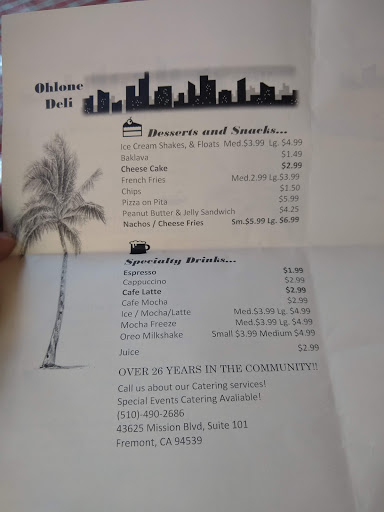 Ohlone
Deli
Desserts and Snacks...
Ice Cream Shakes, & Floats Med.$3.99 Lg. $4.99
Baklava $1.49
Cheese Cake $2.99
French Fries Med.2.99 Lg.$3.99
Chips $1.50
Pizza on Pita $5.99
Peanut Butter & Jelly Sandwich $4.25
Nachos / Cheese Fries Sm.$5.99 Lg. $6.99
Specialty Drinks...
Espresso $1.99
Cappuccino $2.99
Cafe Latte $2.99
Cafe Mocha $2.99
Ice / Mocha/Latte Med.$3.99 Lg. $4.99
Mocha Freeze Med.$3.99 Lg. $4.99
Oreo Milkshake Small $3.99 Medium $4.99
Juice $2.99
OVER 26 YEARS IN THE COMMUNITY!!
Call us about our Catering services!
Special Events Catering Avaliable!
(510)-490-2686
43625 Mission Blvd, Suite 101
Fremont, CA 94539